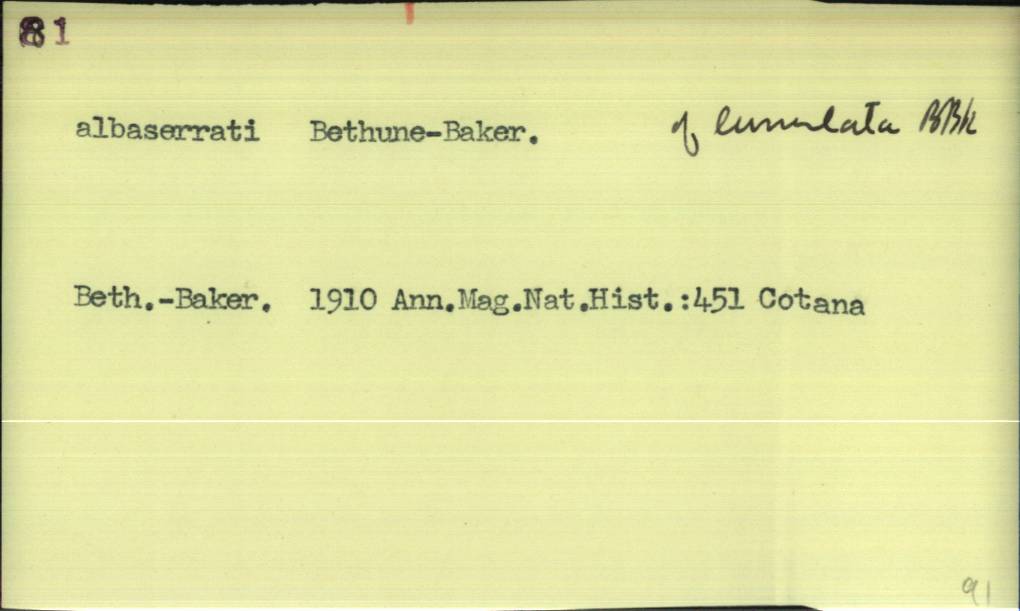 81
albaserrati Bethune-Baker. of lunulata BBk
Beth.-Baker. 1910 Ann.Mag.Nat.Hist.:451 Cotana
91